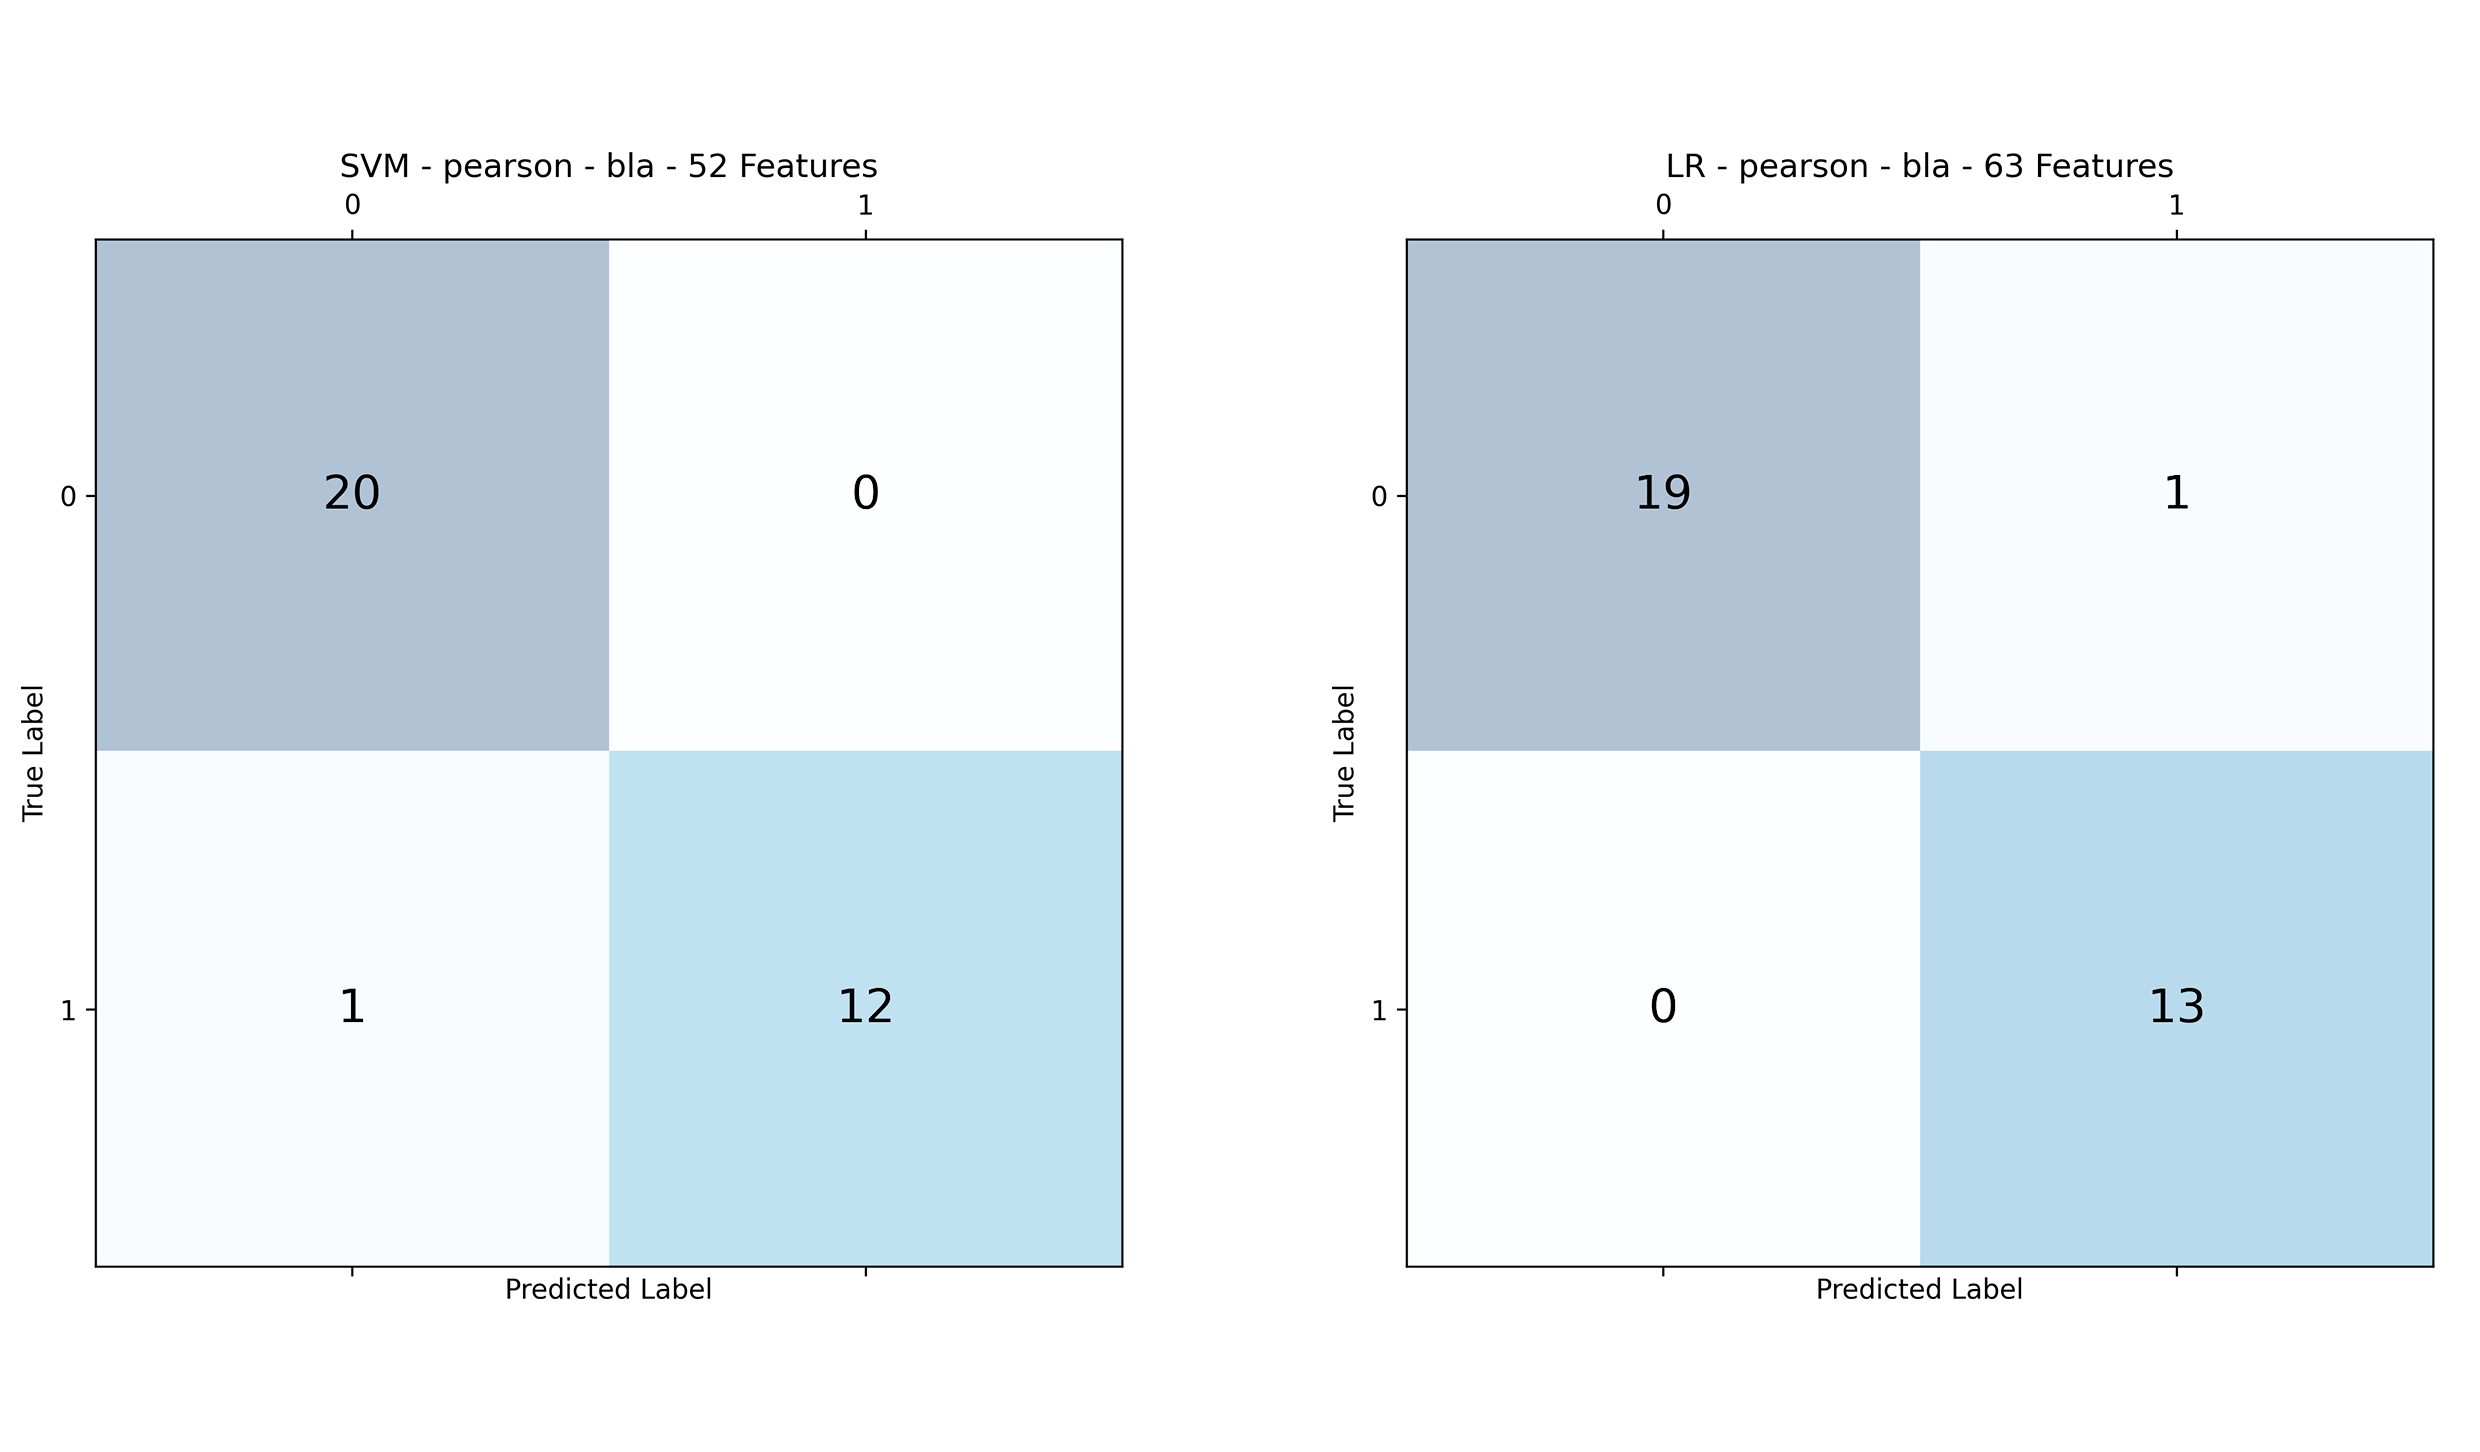 SVM - pearson - bla - 52 Features
0 1
0 20 0
True Label
1 1 12
Predicted Label
LR - pearson - bla - 63 Features
0 1
0 19 1
True Label
1 0 13
Predicted Label